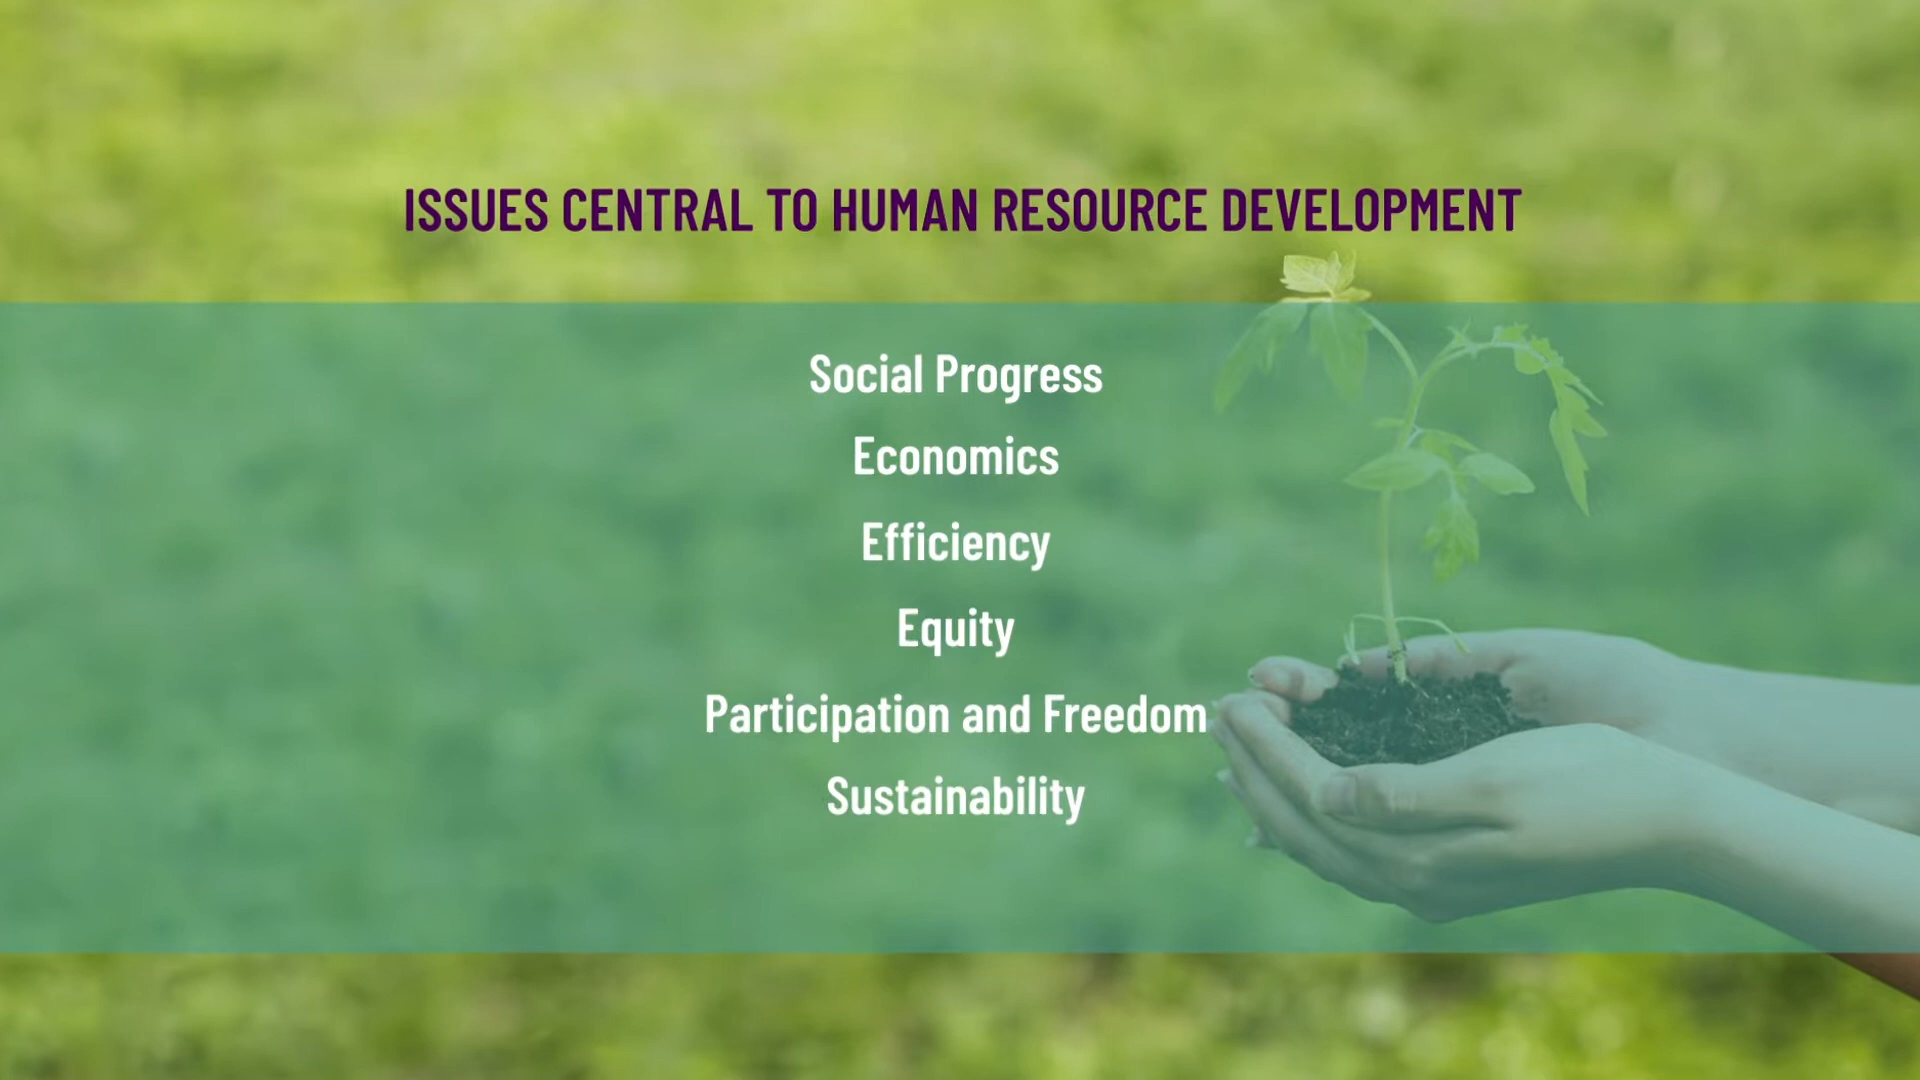 ISSUES CENTRAL TO HUMAN RESOURCE DEVELOPMENT
Social Progress
Economics
Efficiency
Equity
Participation and Freedom
Sustainability